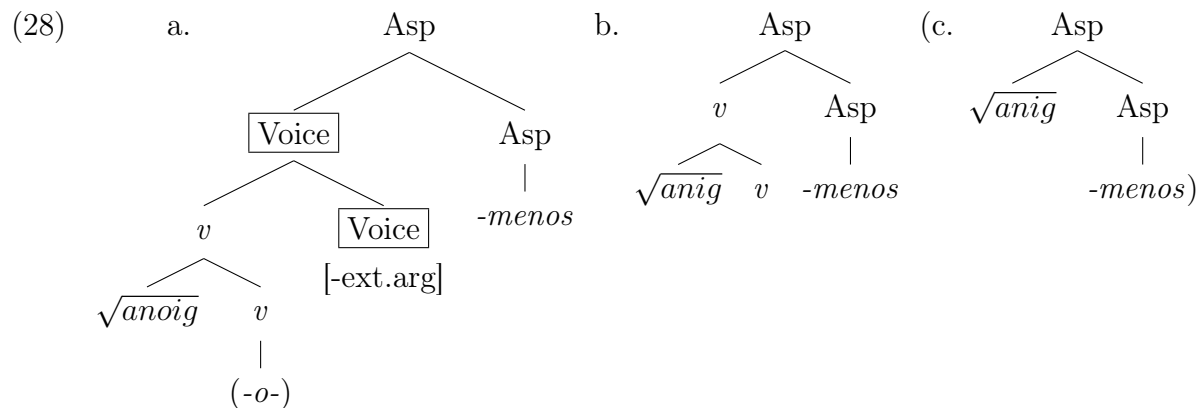 (28) a. Asp b. Asp (c. Asp
v Asp √anig Asp
Voice Asp
√anig v -menos -menos)
v Voice -menos
[-ext.arg]
√anoig v
(-o-)